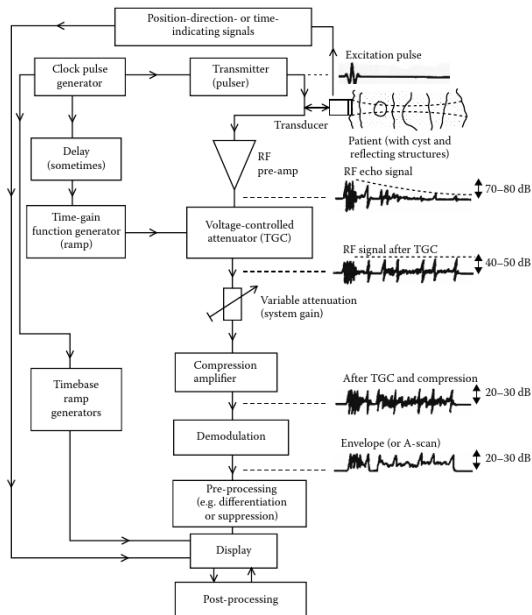 Position-direction- or time-
indicating signals
Excitation pulse
Clock pulse
generator
Transmitter
(pulser)
Transducer
Patient (with cyst and
reflecting structures)
Delay
(sometimes)
RF
pre-amp
RF echo signal
70–80 dB
Time-gain
function generator
(ramp)
Voltage-controlled
attenuator (TGC)
RF signal after TGC
40–50 dB
Variable attenuation
(system gain)
Compression
amplifier
Timebase
ramp
generators
After TGC and compression
20–30 dB
Demodulation
Envelope (or A-scan)
20–30 dB
Pre-processing
(e.g. differentiation
or suppression)
Display
Post-processing